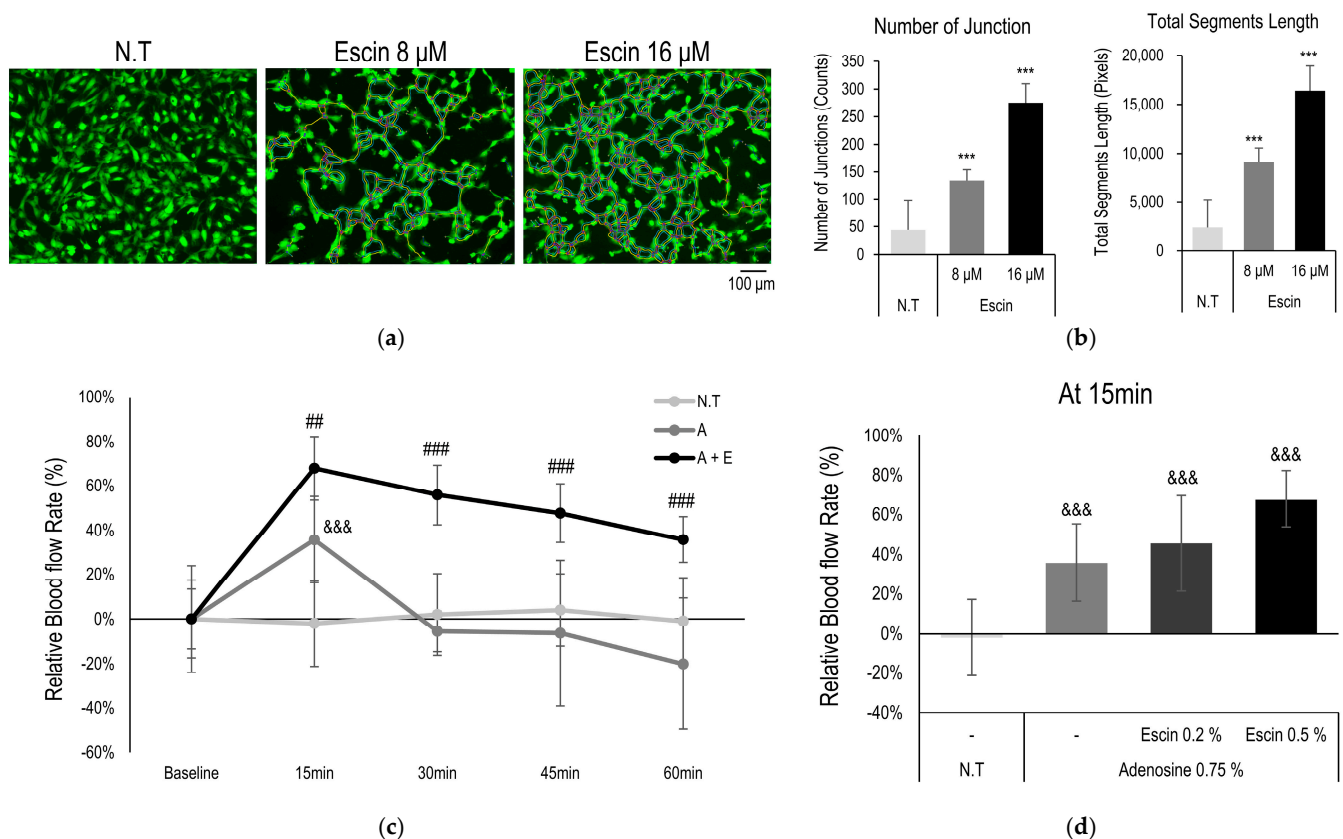 N.T
Escin 8 µM
Escin 16 µM
100 µm
(a)
Number of Junction
Number of Junctions (Counts)
350
300
250
200
150
100
50
0
***
***
8 µM
16 µM
N.T
Escin
Total Segments Length
Total Segments Length (Pixels)
20,000
15,000
10,000
5,000
0
***
***
8 µM
16 µM
N.T
Escin
(b)
Relative Blood flow Rate (%)
100%
80%
60%
40%
20%
0%
-20%
-40%
-60%
##
###
###
###
&&&
N.T
A
A + E
Baseline
15min
30min
45min
60min
(c)
At 15min
Relative Blood flow Rate (%)
100%
80%
60%
40%
20%
0%
-20%
-40%
&&&
&&&
&&&
-
-
Escin 0.2 %
Escin 0.5 %
N.T
Adenosine 0.75 %
(d)